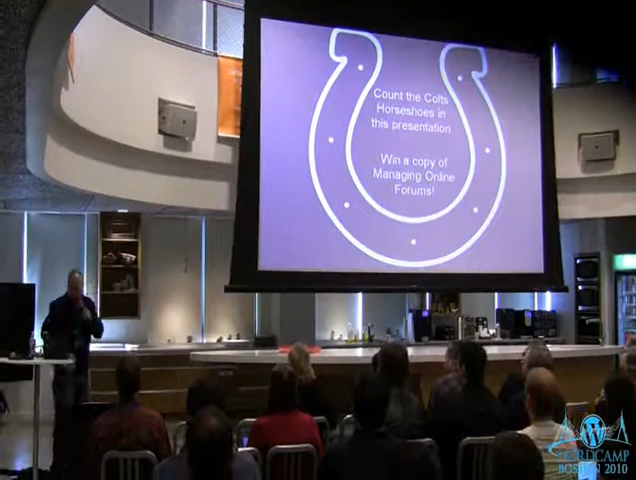 Count the Colts
Horseshoes in
this presentation
Win a copy of
Managing Online
Forums!
WORDCAMP
BOSTON 2010